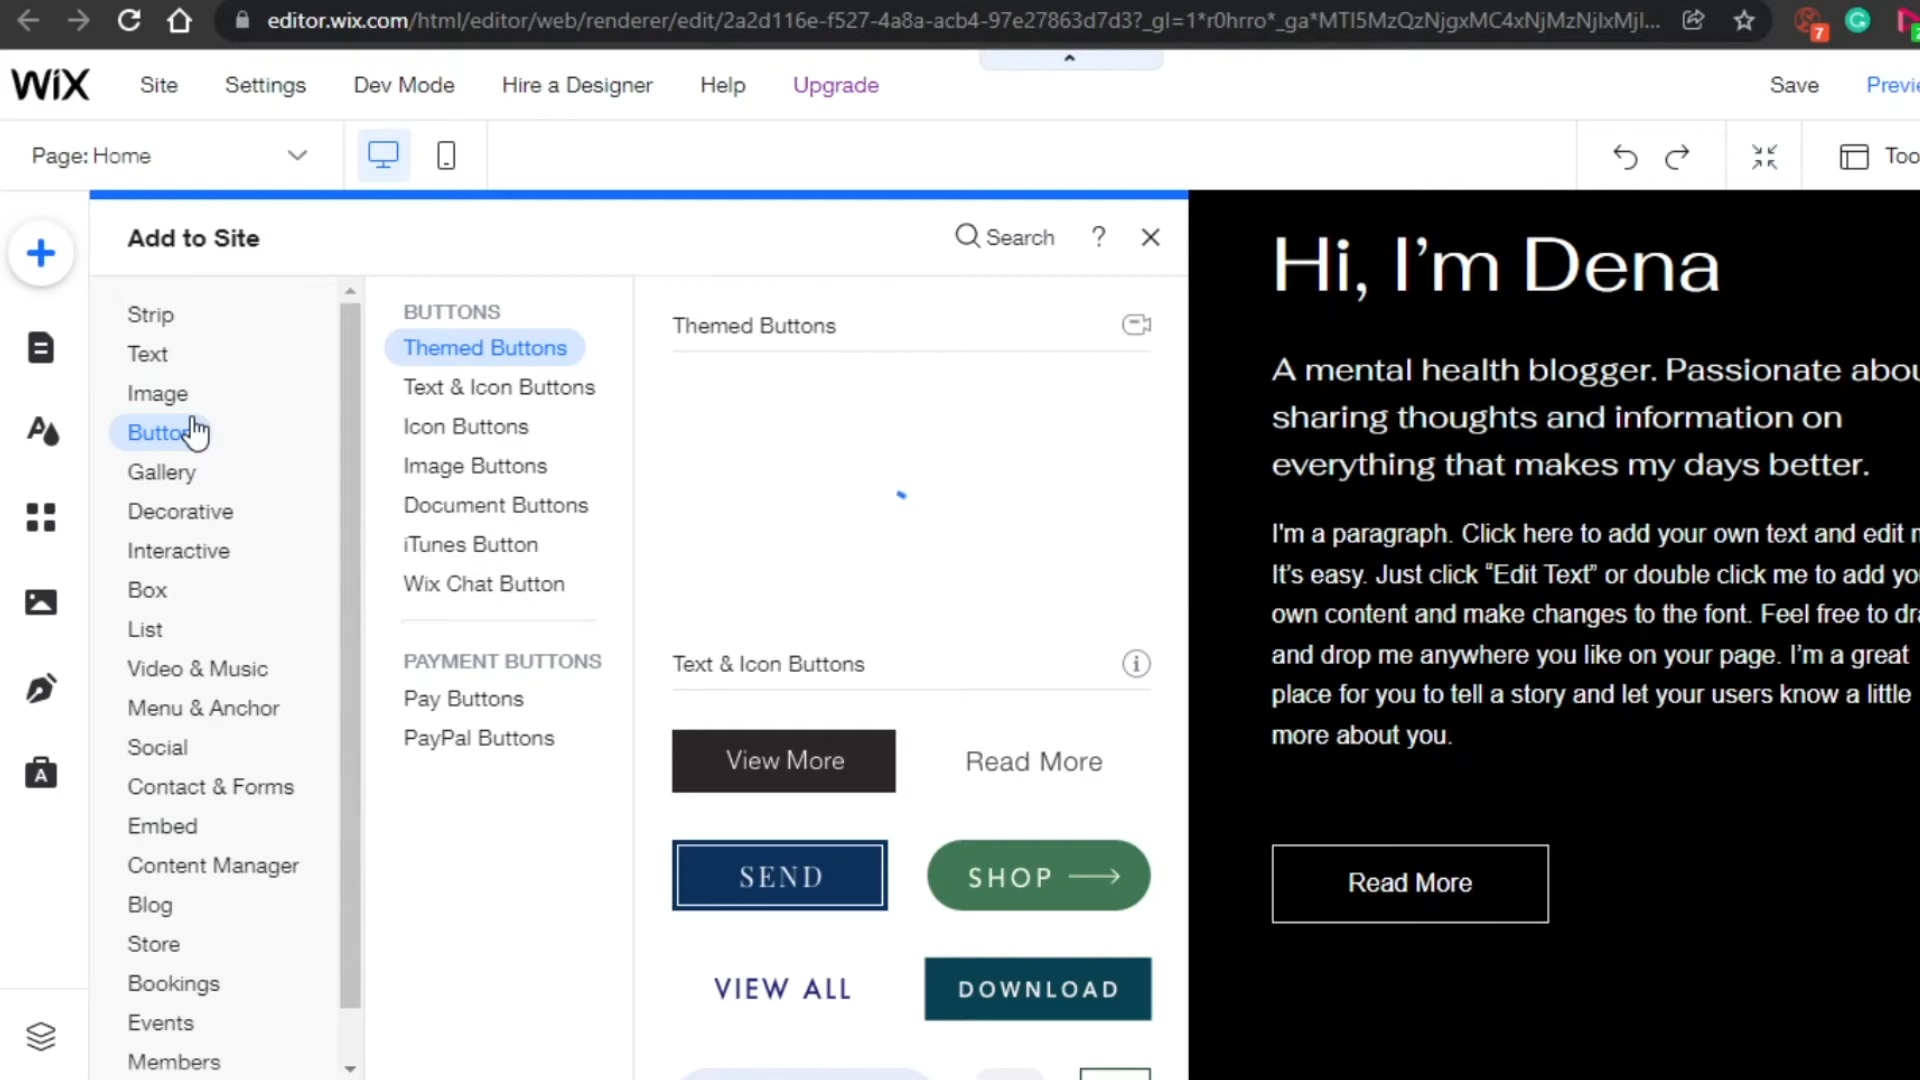 editor.wix.com/html/editor/web/renderer/edit/2a2d116e-f527-4a8a-acb4-97e27863d7d3?_gl=1*r0hrro*_ga*MTI5MzQzNjgxMC4xNjMzNjIxMjI...
7
WiX
Site
Settings
Dev Mode
Hire a Designer
Help
Upgrade
Save
Previe
Page: Home
Too
Add to Site
Search
?
Strip
Text
Image
Button
Gallery
Decorative
Interactive
Box
List
Video & Music
Menu & Anchor
Social
Contact & Forms
Embed
Content Manager
Blog
Store
Bookings
Events
Members
BUTTONS
Themed Buttons
Text & Icon Buttons
Icon Buttons
Image Buttons
Document Buttons
iTunes Button
Wix Chat Button
PAYMENT BUTTONS
Pay Buttons
PayPal Buttons
Themed Buttons
Text & Icon Buttons
View More
Read More
SEND
SHOP
VIEW ALL
DOWNLOAD
Hi, I’m Dena
A mental health blogger. Passionate abou
sharing thoughts and information on
everything that makes my days better.
I'm a paragraph. Click here to add your own text and edit m
It’s easy. Just click “Edit Text” or double click me to add you
own content and make changes to the font. Feel free to dra
and drop me anywhere you like on your page. I’m a great
place for you to tell a story and let your users know a little
more about you.
Read More